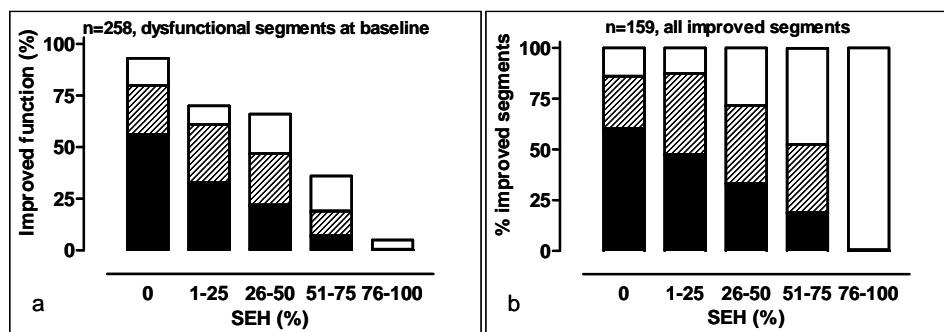 n=258, dysfunctional segments at baseline
Improved function (%)
100
75
50
25
0
0 1-25 26-50 51-75 76-100
SEH (%)
a
n=159, all improved segments
% improved segments
100
75
50
25
0
0 1-25 26-50 51-75 76-100
SEH (%)
b